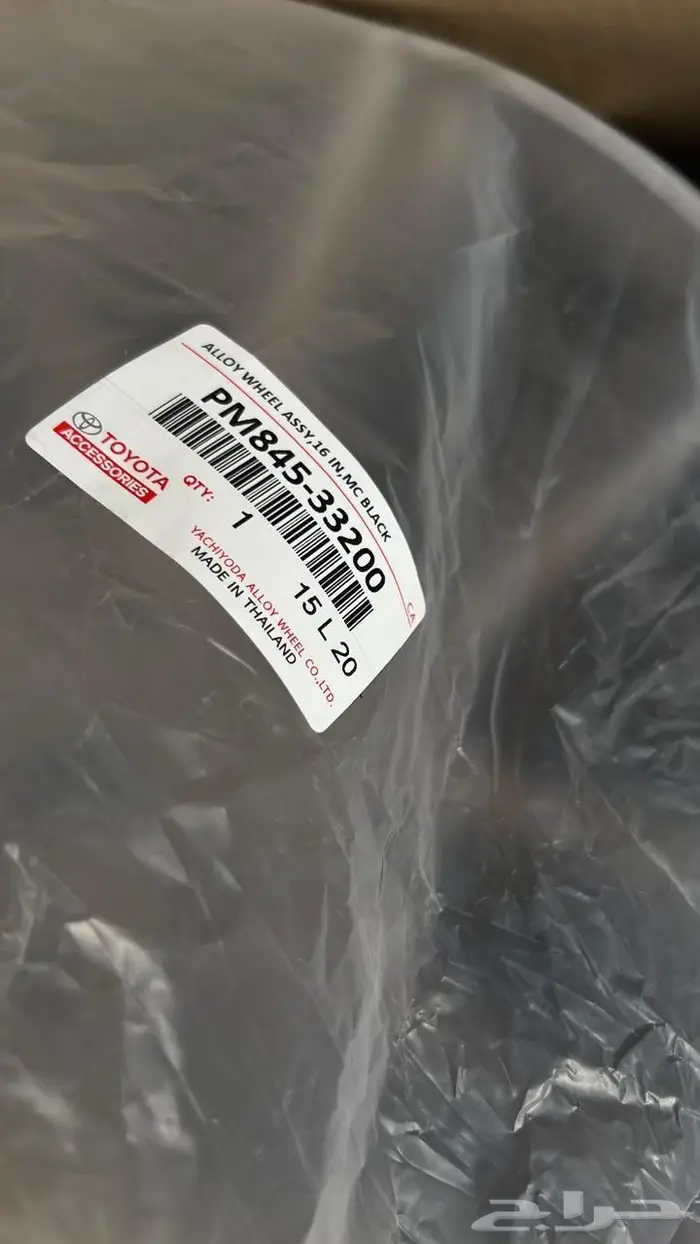 ALLOY WHEEL ASSY,16 IN,MC BLACK
PM845-33200
TOYOTA
ACCESSORIES
QTY:
1
15 L 20
YACHIYODA ALLOY WHEEL CO.,LTD.
MADE IN THAILAND
CA
حراج